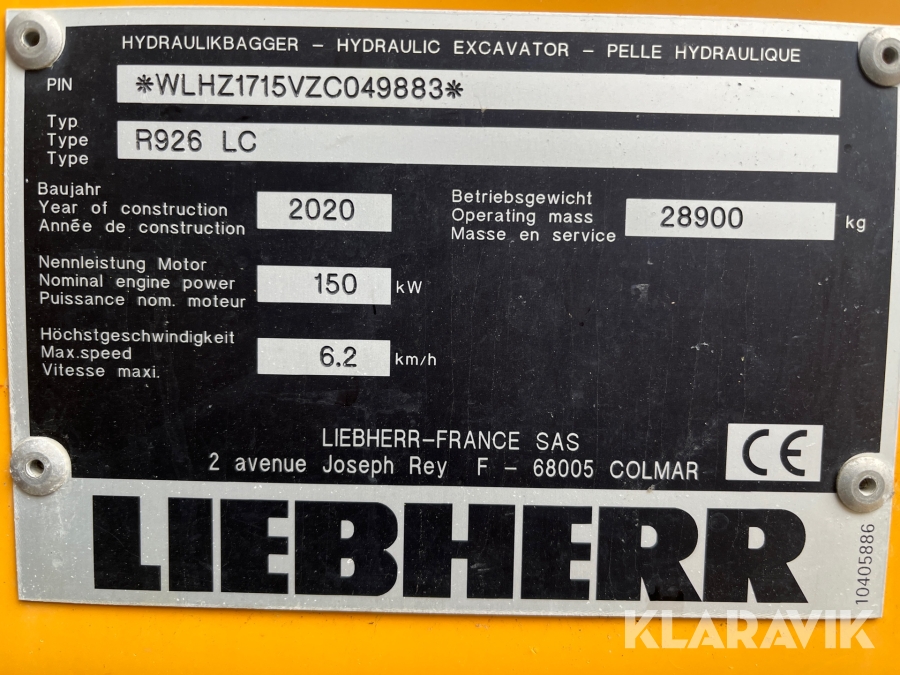 HYDRAULIKBAGGER – HYDRAULIC EXCAVATOR – PELLE HYDRAULIQUE
PIN *WLHZ1715VZC049883*
Typ
Type R926 LC
Type
Baujahr
Year of construction 2020
Année de construction
Betriebsgewicht
Operating mass 28900 kg
Masse en service
Nennleistung Motor
Nominal engine power 150 kW
Puissance nom. moteur
Höchstgeschwindigkeit
Max.speed 6.2 km/h
Vitesse maxi.
LIEBHERR–FRANCE SAS
2 avenue Joseph Rey F – 68005 COLMAR
CE
LIEBHERR
10405886
KLARAVIK